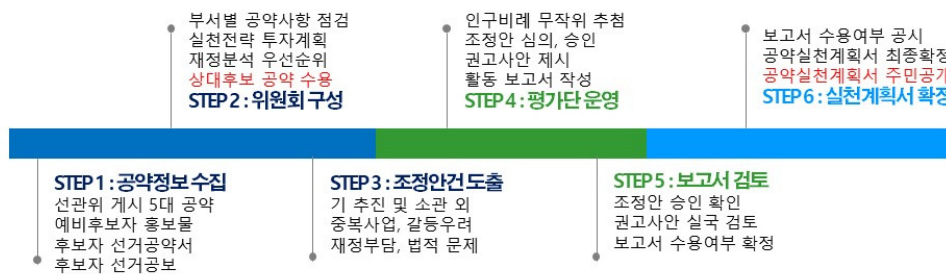 부서별 공약사항 점검
실천전략 투자계획
재정분석 우선순위
상대후보 공약 수용
STEP 2 : 위원회 구성
인구비례 무작위 추첨
조정안 심의, 승인
권고사안 제시
활동 보고서 작성
STEP 4 : 평가단 운영
보고서 수용여부 공시
공약실천계획서 최종확정
공약실천계획서 주민공개
STEP 6 : 실천계획서 확정
STEP 1 : 공약정보 수집
선관위 게시 5대 공약
예비후보자 홍보물
후보자 선거공약서
후보자 선거공보
STEP 3 : 조정안건 도출
기 추진 및 소관 외
중복사업, 갈등우려
재정부담, 법적 문제
STEP 5 : 보고서 검토
조정안 승인 확인
권고사안 실국 검토
보고서 수용여부 확정